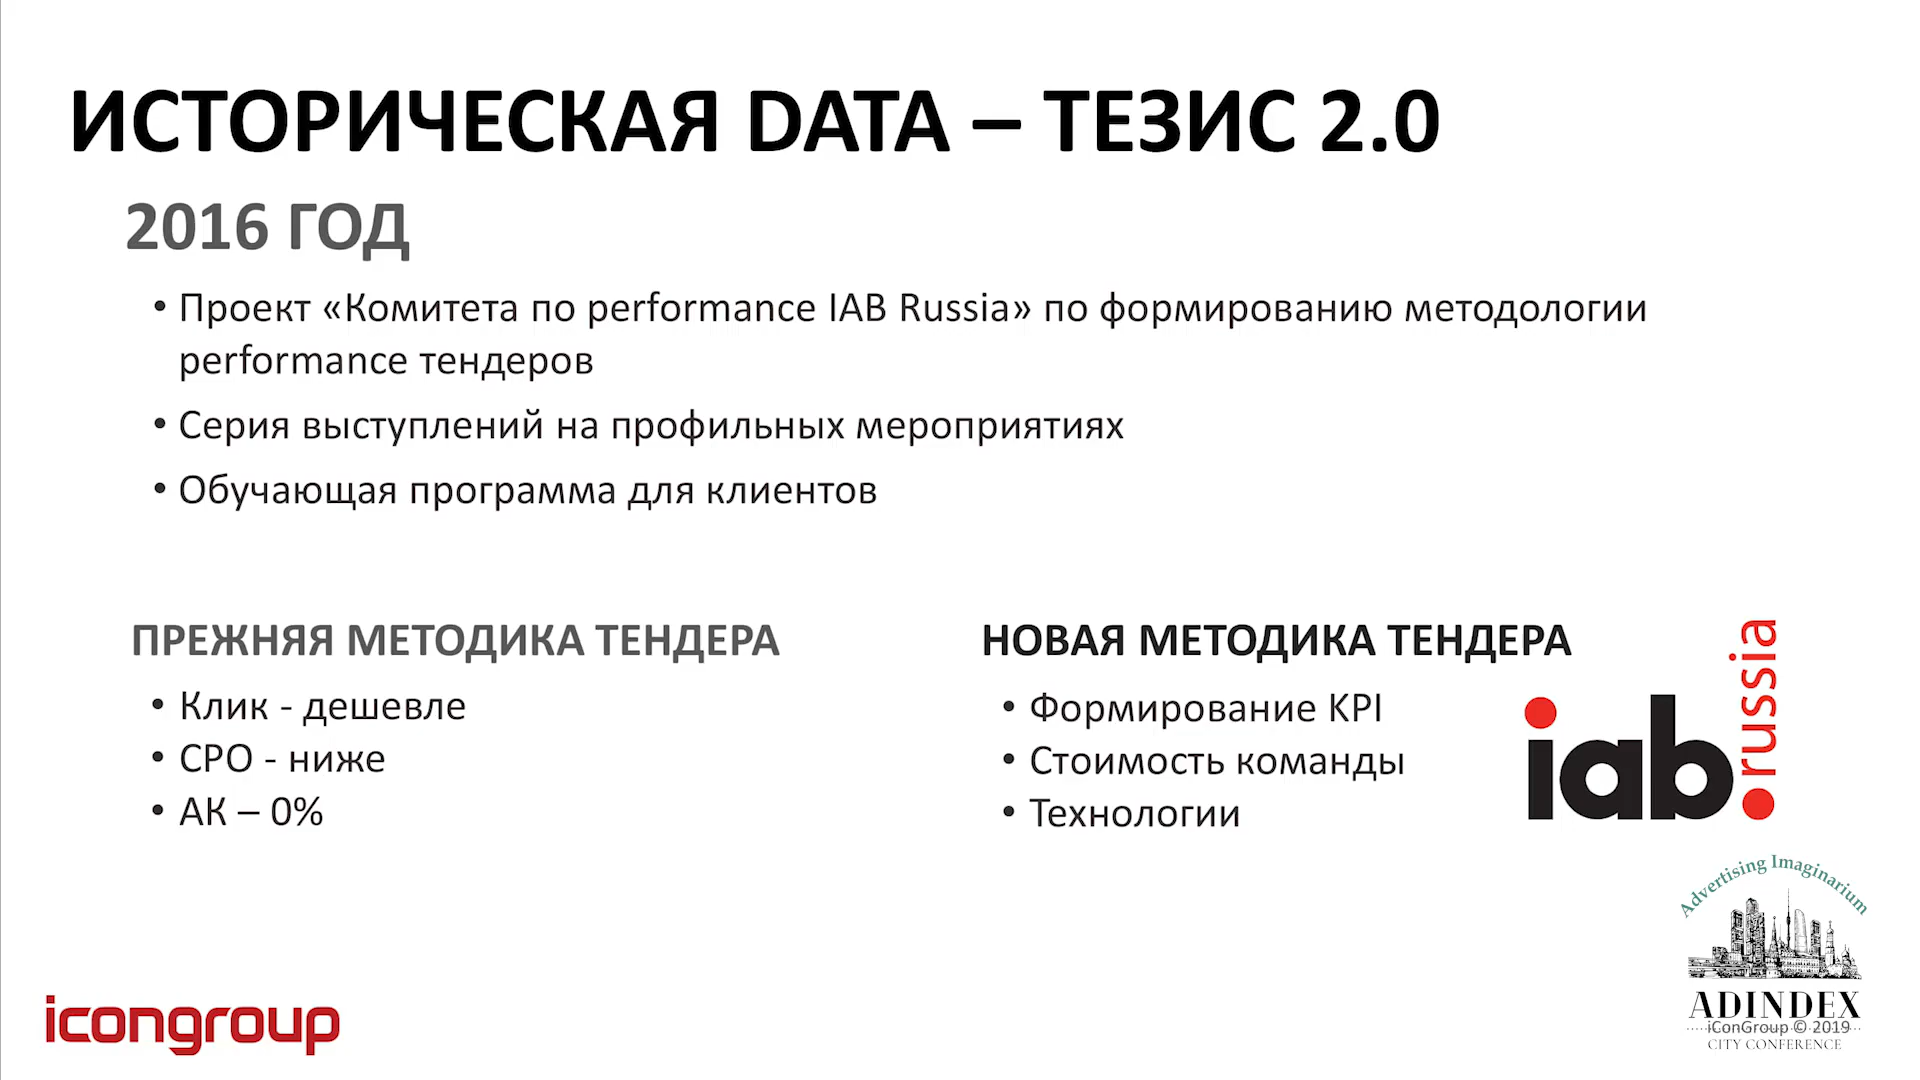 ИСТОРИЧЕСКАЯ DATA – ТЕЗИС 2.0
2016 ГОД
• Проект «Комитета по performance IAB Russia» по формированию методологии
performance тендеров
• Серия выступлений на профильных мероприятиях
• Обучающая программа для клиентов
ПРЕЖНЯЯ МЕТОДИКА ТЕНДЕРА
• Клик - дешевле
• CPO - ниже
• АК – 0%
НОВАЯ МЕТОДИКА ТЕНДЕРА
• Формирование KPI
• Стоимость команды
• Технологии
iab.russia
Advertising Imaginarium
ADINDEX
iConGroup © 2019
CITY CONFERENCE
icongroup